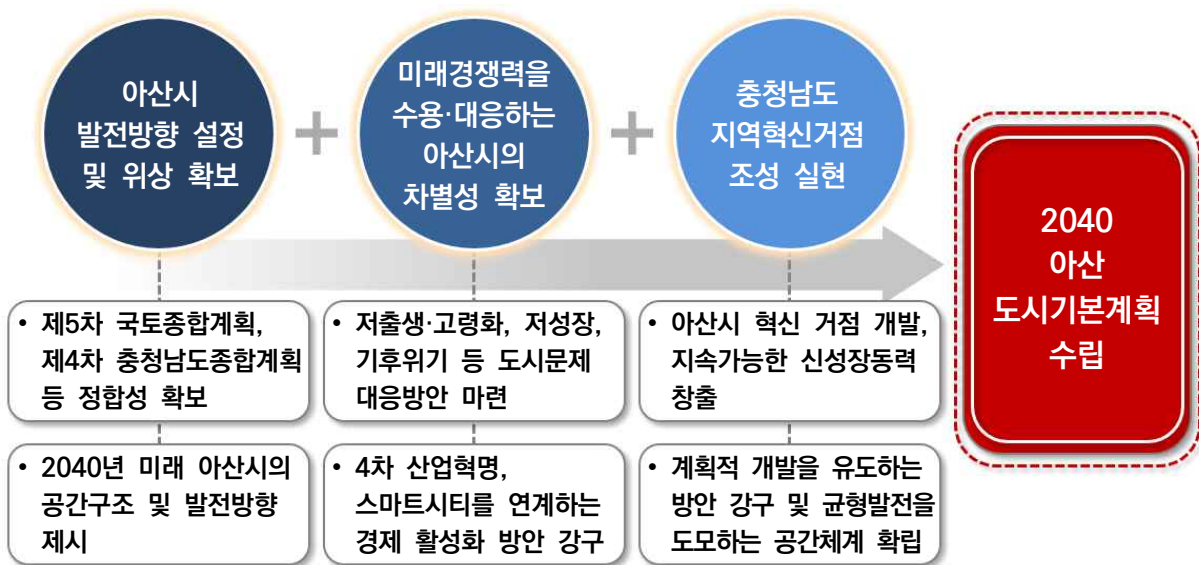 아산시
발전방향 설정
및 위상 확보
+
미래경쟁력을
수용·대응하는
아산시의
차별성 확보
+
충청남도
지역혁신거점
조성 실현
2040
아산
도시기본계획
수립
• 제5차 국토종합계획,
제4차 충청남도종합계획
등 정합성 확보
• 저출생·고령화, 저성장,
기후위기 등 도시문제
대응방안 마련
• 아산시 혁신 거점 개발,
지속가능한 신성장동력
창출
• 2040년 미래 아산시의
공간구조 및 발전방향
제시
• 4차 산업혁명,
스마트시티를 연계하는
경제 활성화 방안 강구
• 계획적 개발을 유도하는
방안 강구 및 균형발전을
도모하는 공간체계 확립